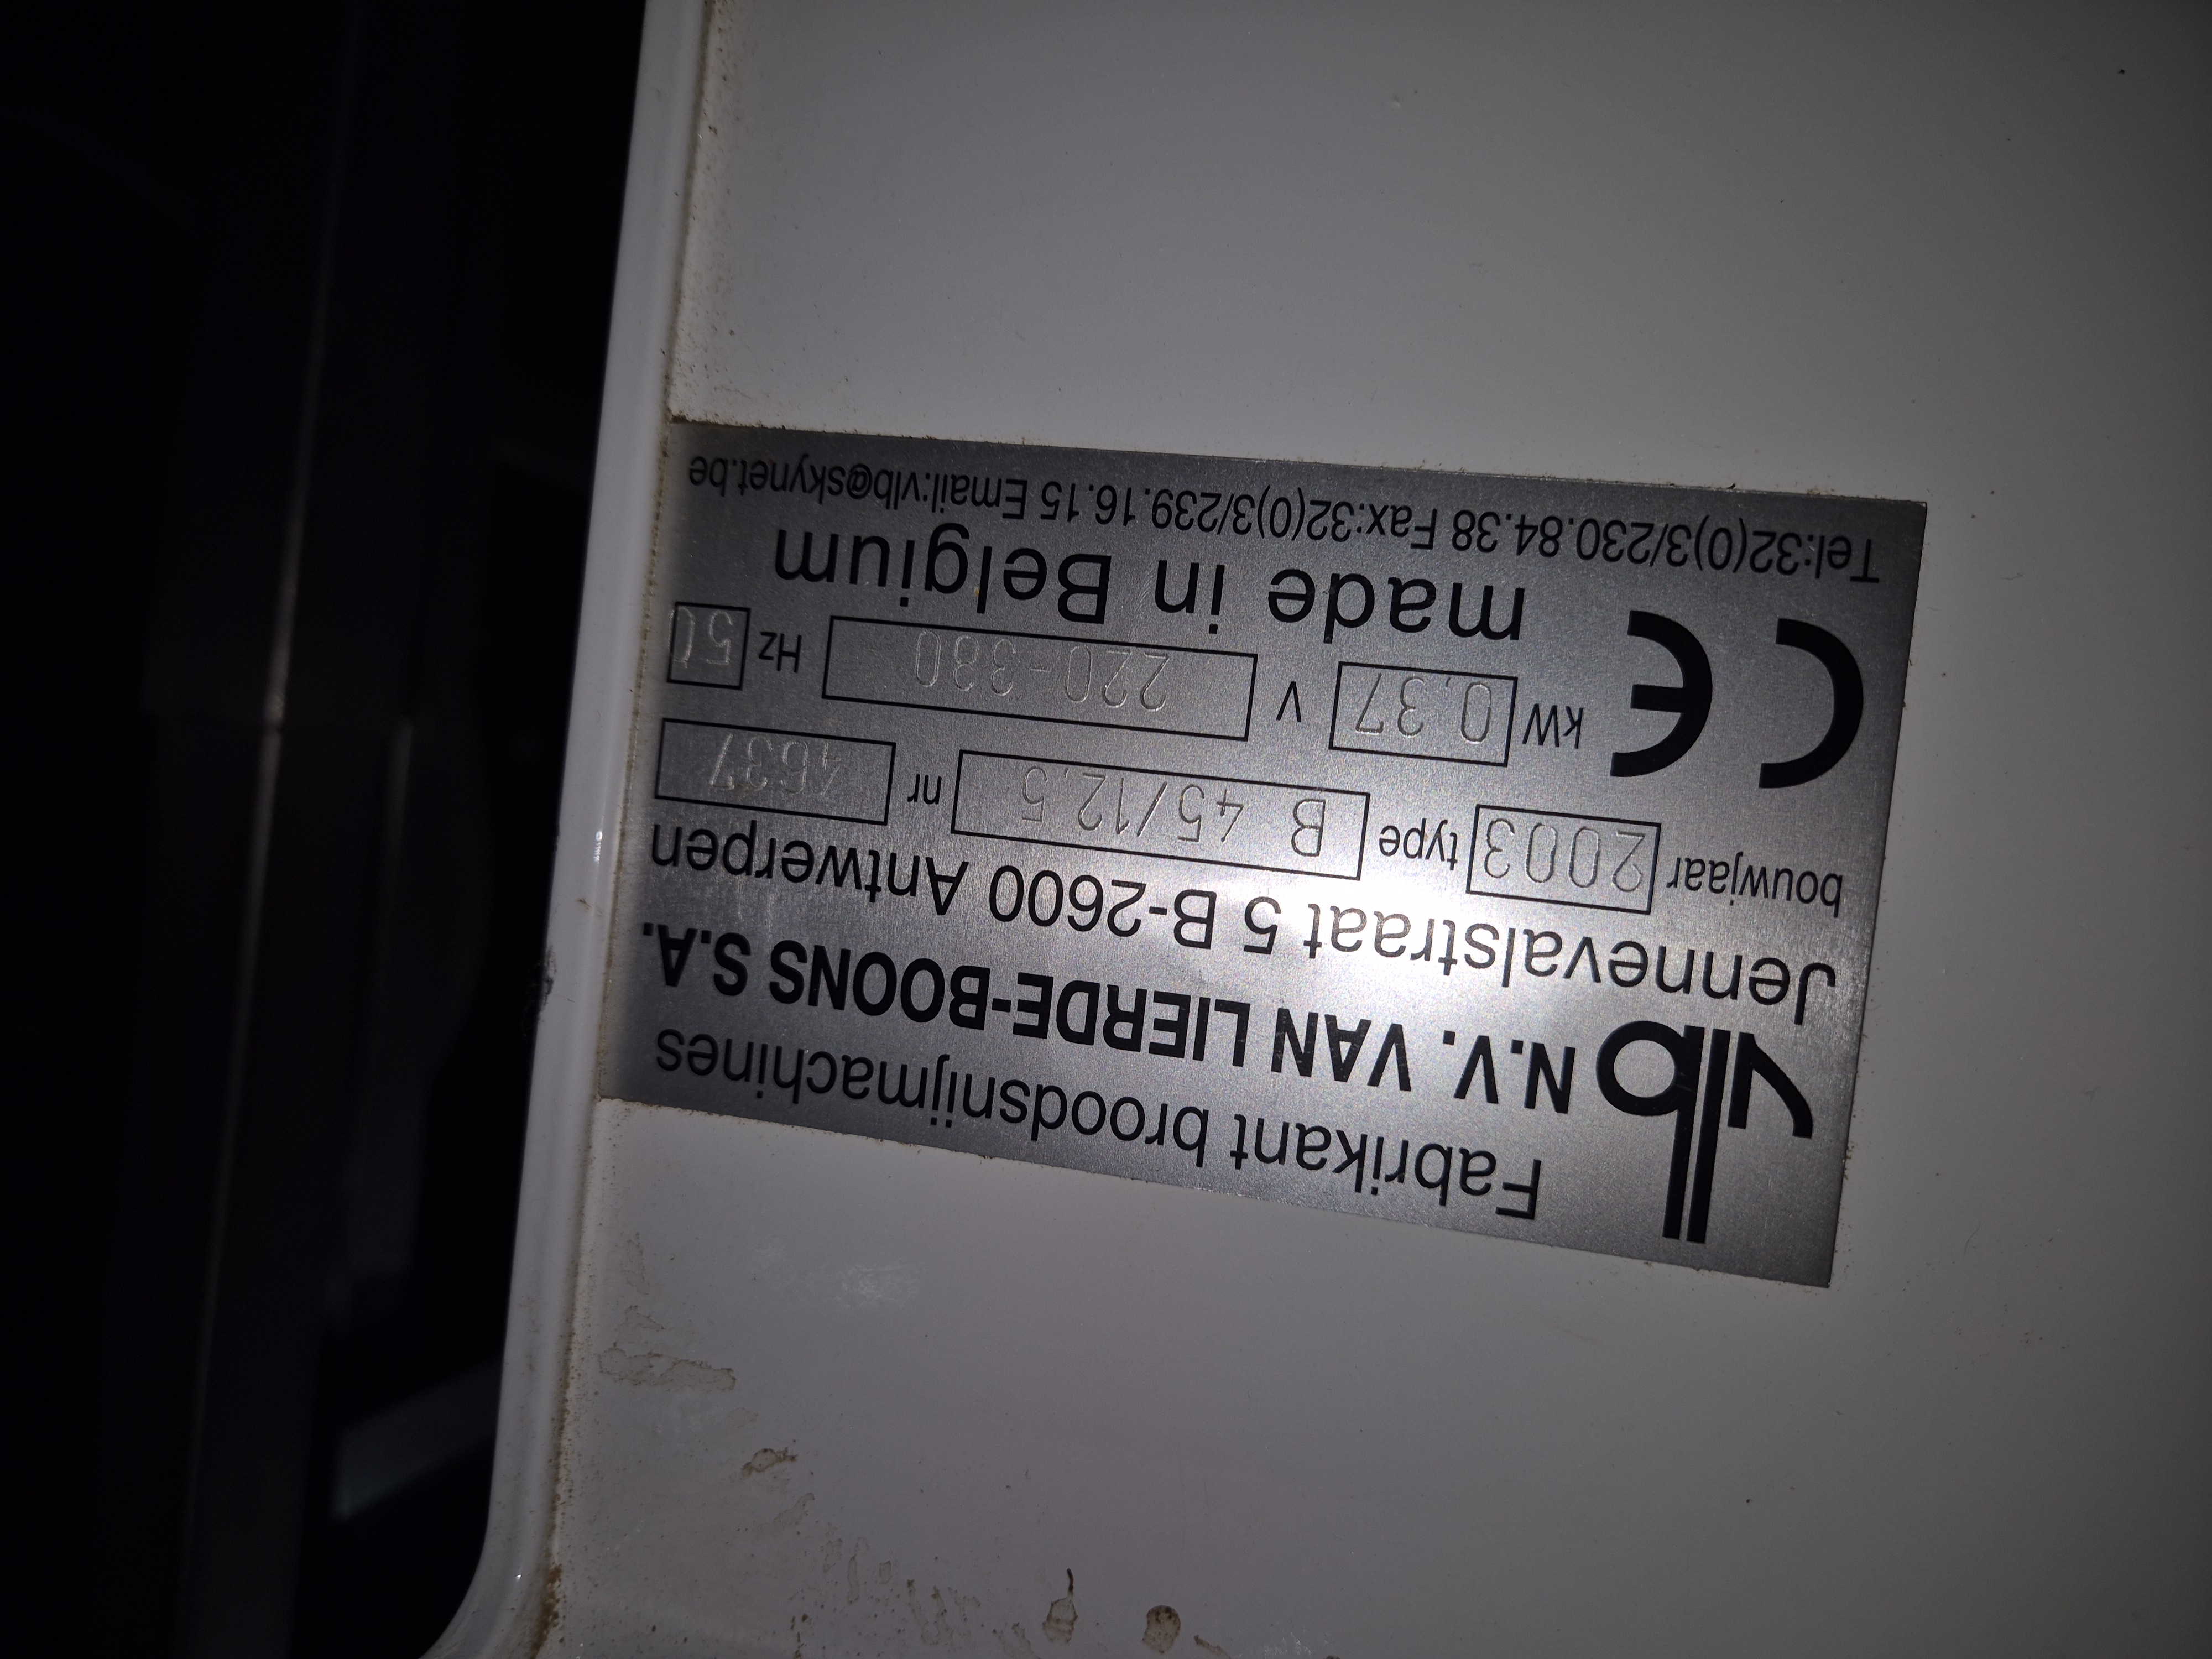 Fabrikant broodsnijmachines
vlb N.V. VAN LIERDE-BOONS S.A.
Jennevalstraat 5 B-2600 Antwerpen
bouwjaar 2003 type B 45/12,5 nr 4637
CE kW 0,37 V 220-380 Hz 50
made in Belgium
Tel:32(0)3/230.84.38 Fax:32(0)3/239.16.15 Email:vlb@skynet.be